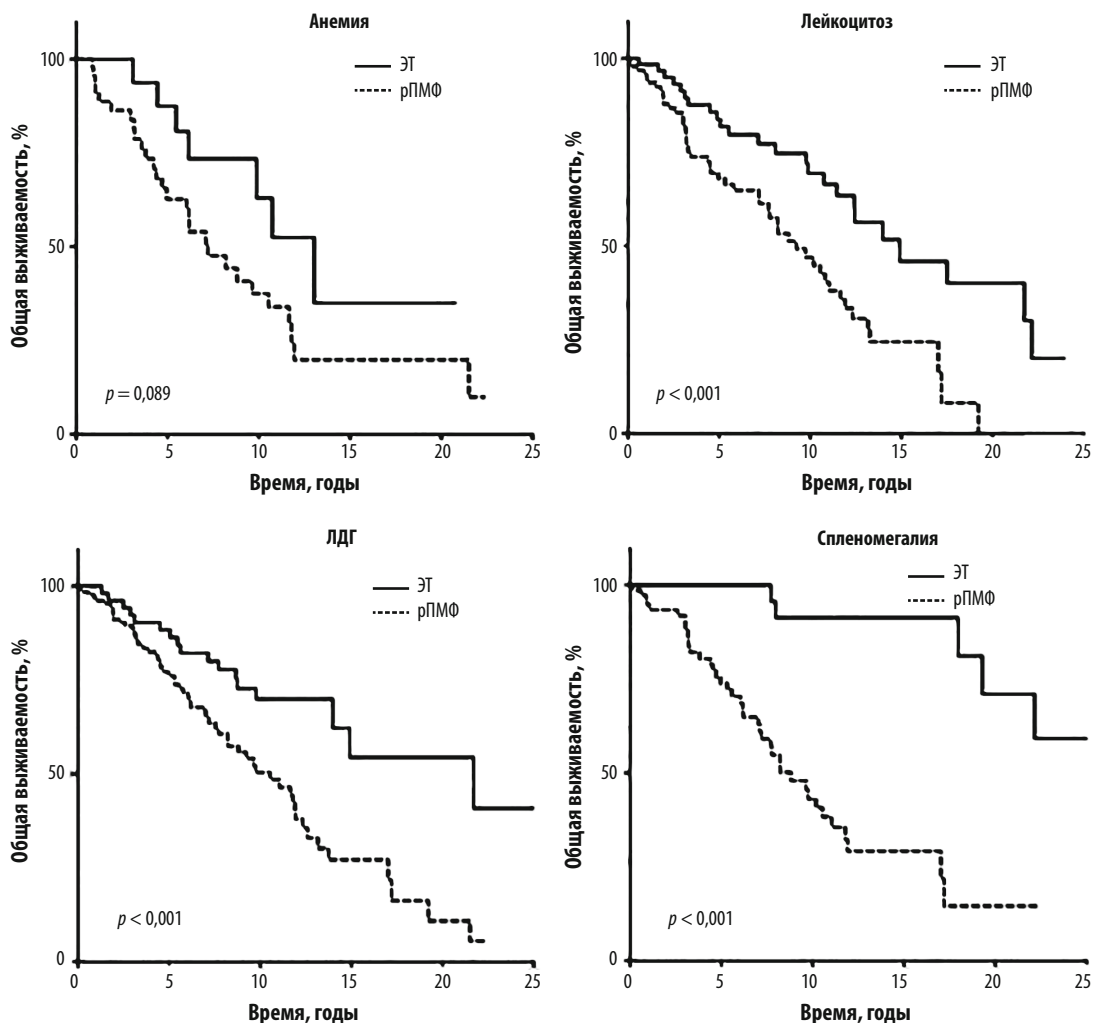 Анемия
Общая выживаемость, %
100
50
0
ЭТ
рПМФ
p = 0,089
0 5 10 15 20 25
Время, годы
Лейкоцитоз
Общая выживаемость, %
100
50
0
ЭТ
рПМФ
p < 0,001
0 5 10 15 20 25
Время, годы
ЛДГ
Общая выживаемость, %
100
50
0
ЭТ
рПМФ
p < 0,001
0 5 10 15 20 25
Время, годы
Спленомегалия
Общая выживаемость, %
100
50
0
ЭТ
рПМФ
p < 0,001
0 5 10 15 20 25
Время, годы